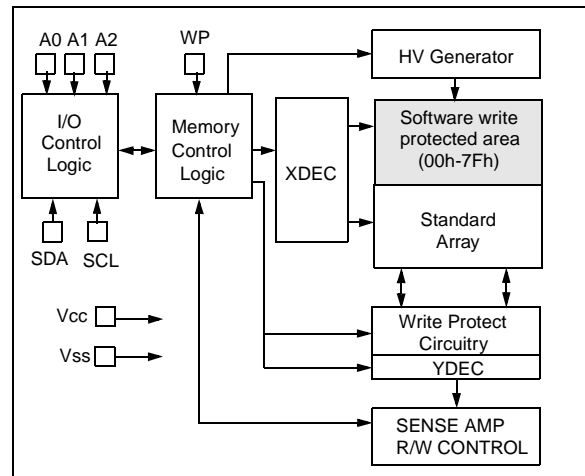 A0 A1 A2
WP
HV Generator
I/O
Control
Logic
Memory
Control
Logic
XDEC
Software write
protected area
(00h-7Fh)
Standard
Array
SDA
SCL
Vcc
Vss
Write Protect
Circuitry
YDEC
SENSE AMP
R/W CONTROL